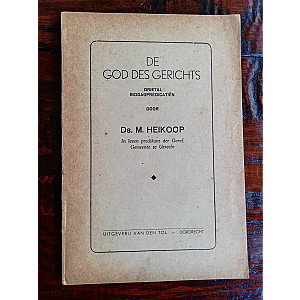 DE
GOD DES GERICHTS
DRIETAL
BIDDAGPREDICATIËN
DOOR
Ds. M. HEIKOOP
In leven predikant der Geref.
Gemeente te Utrecht
UITGEVERIJ VAN DEN TOL — DORDRECHT